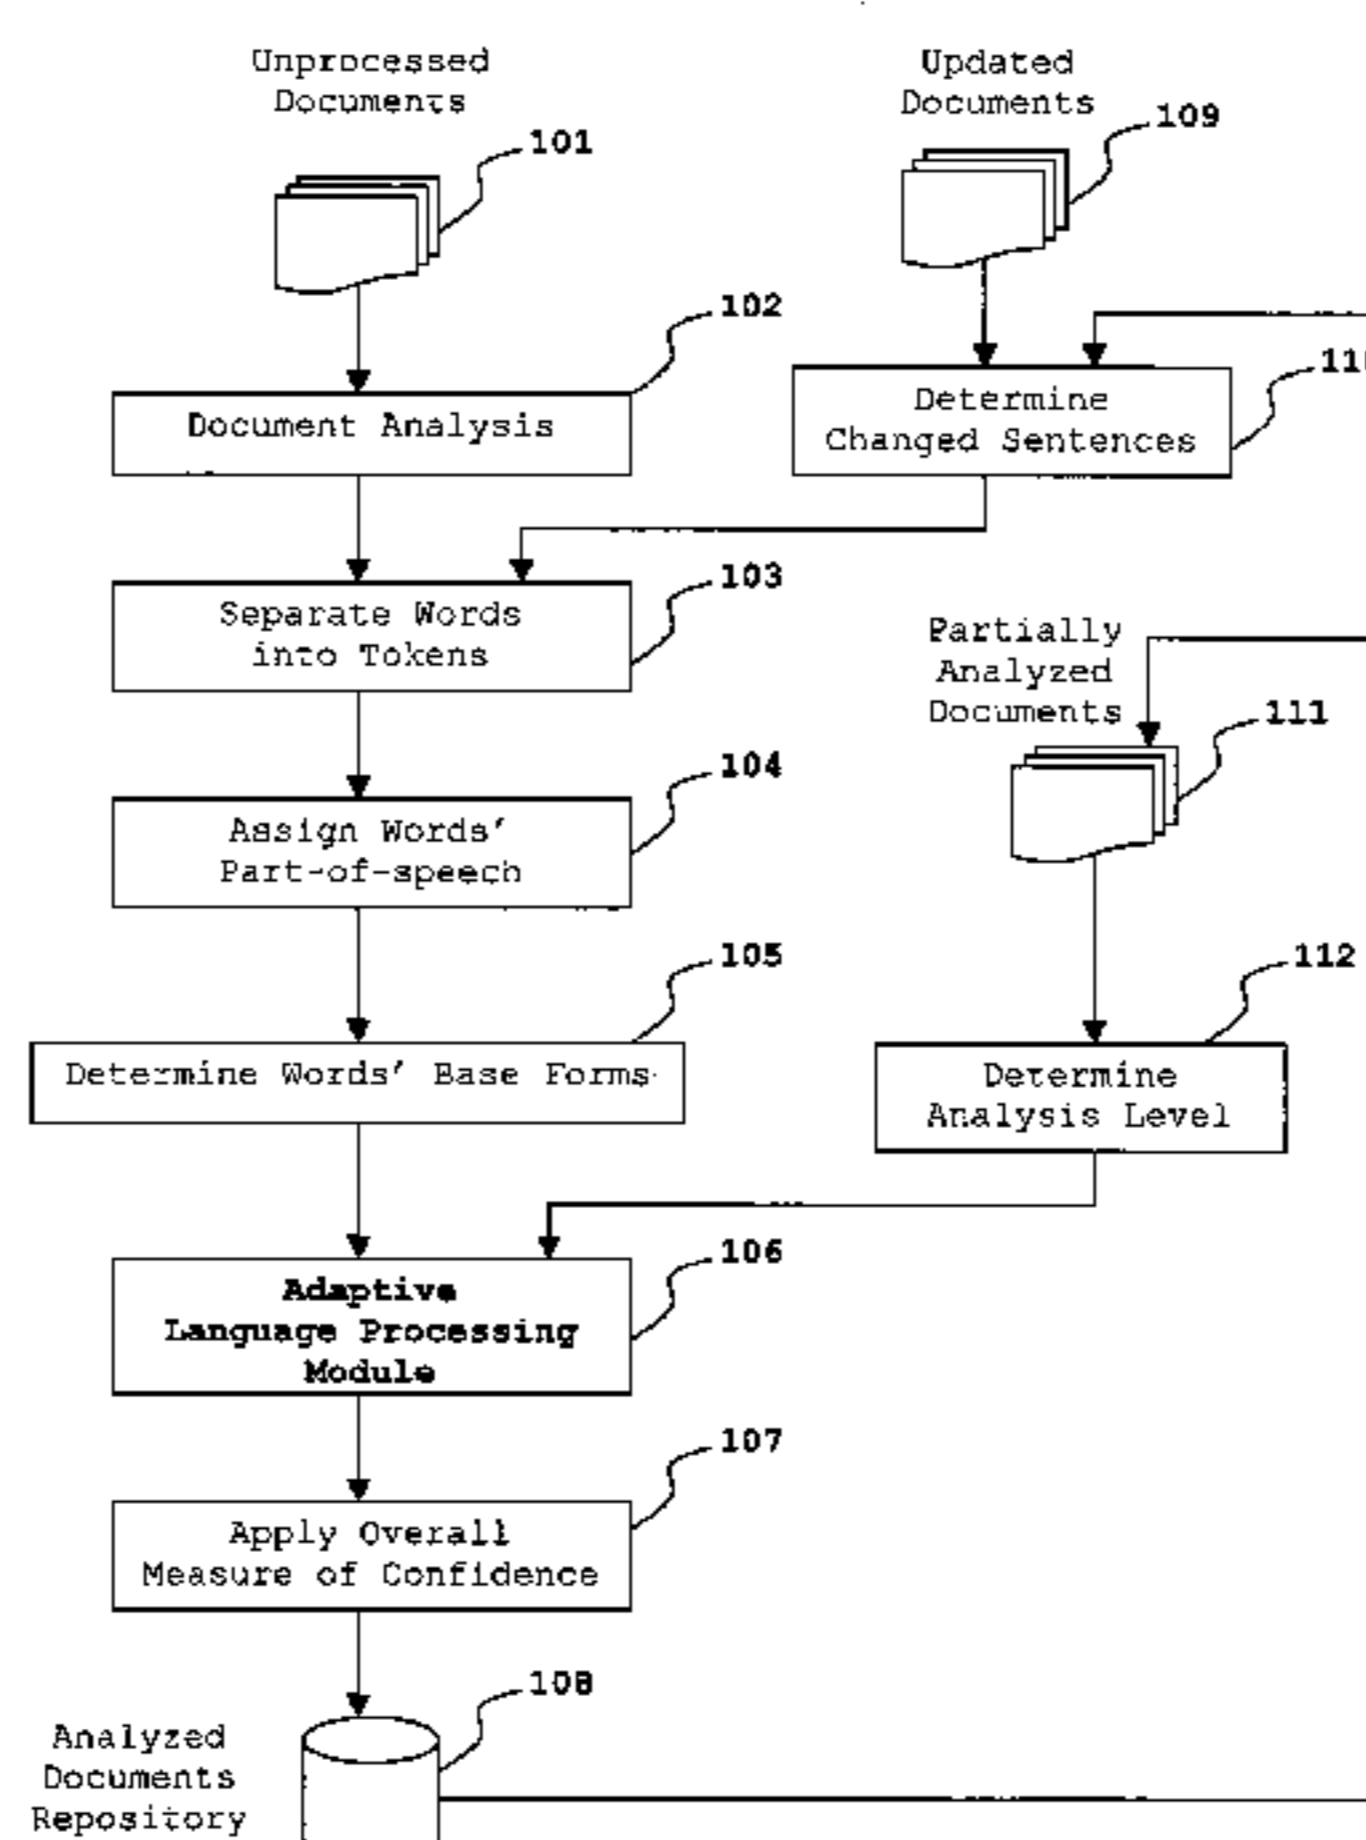 Unprocessed
Documents
101
Updated
Documents
109
102
Document Analysis
Determine
Changed Sentences
103
Separate Words
into Tokens
Partially
Analyzed
Documents
111
104
Assign Words'
Part-of-speech
105
Determine Words' Base Forms
112
Determine
Analysis Level
106
Adaptive
Language Processing
Module
107
Apply Overall
Measure of Confidence
108
Analyzed
Documents
Repository